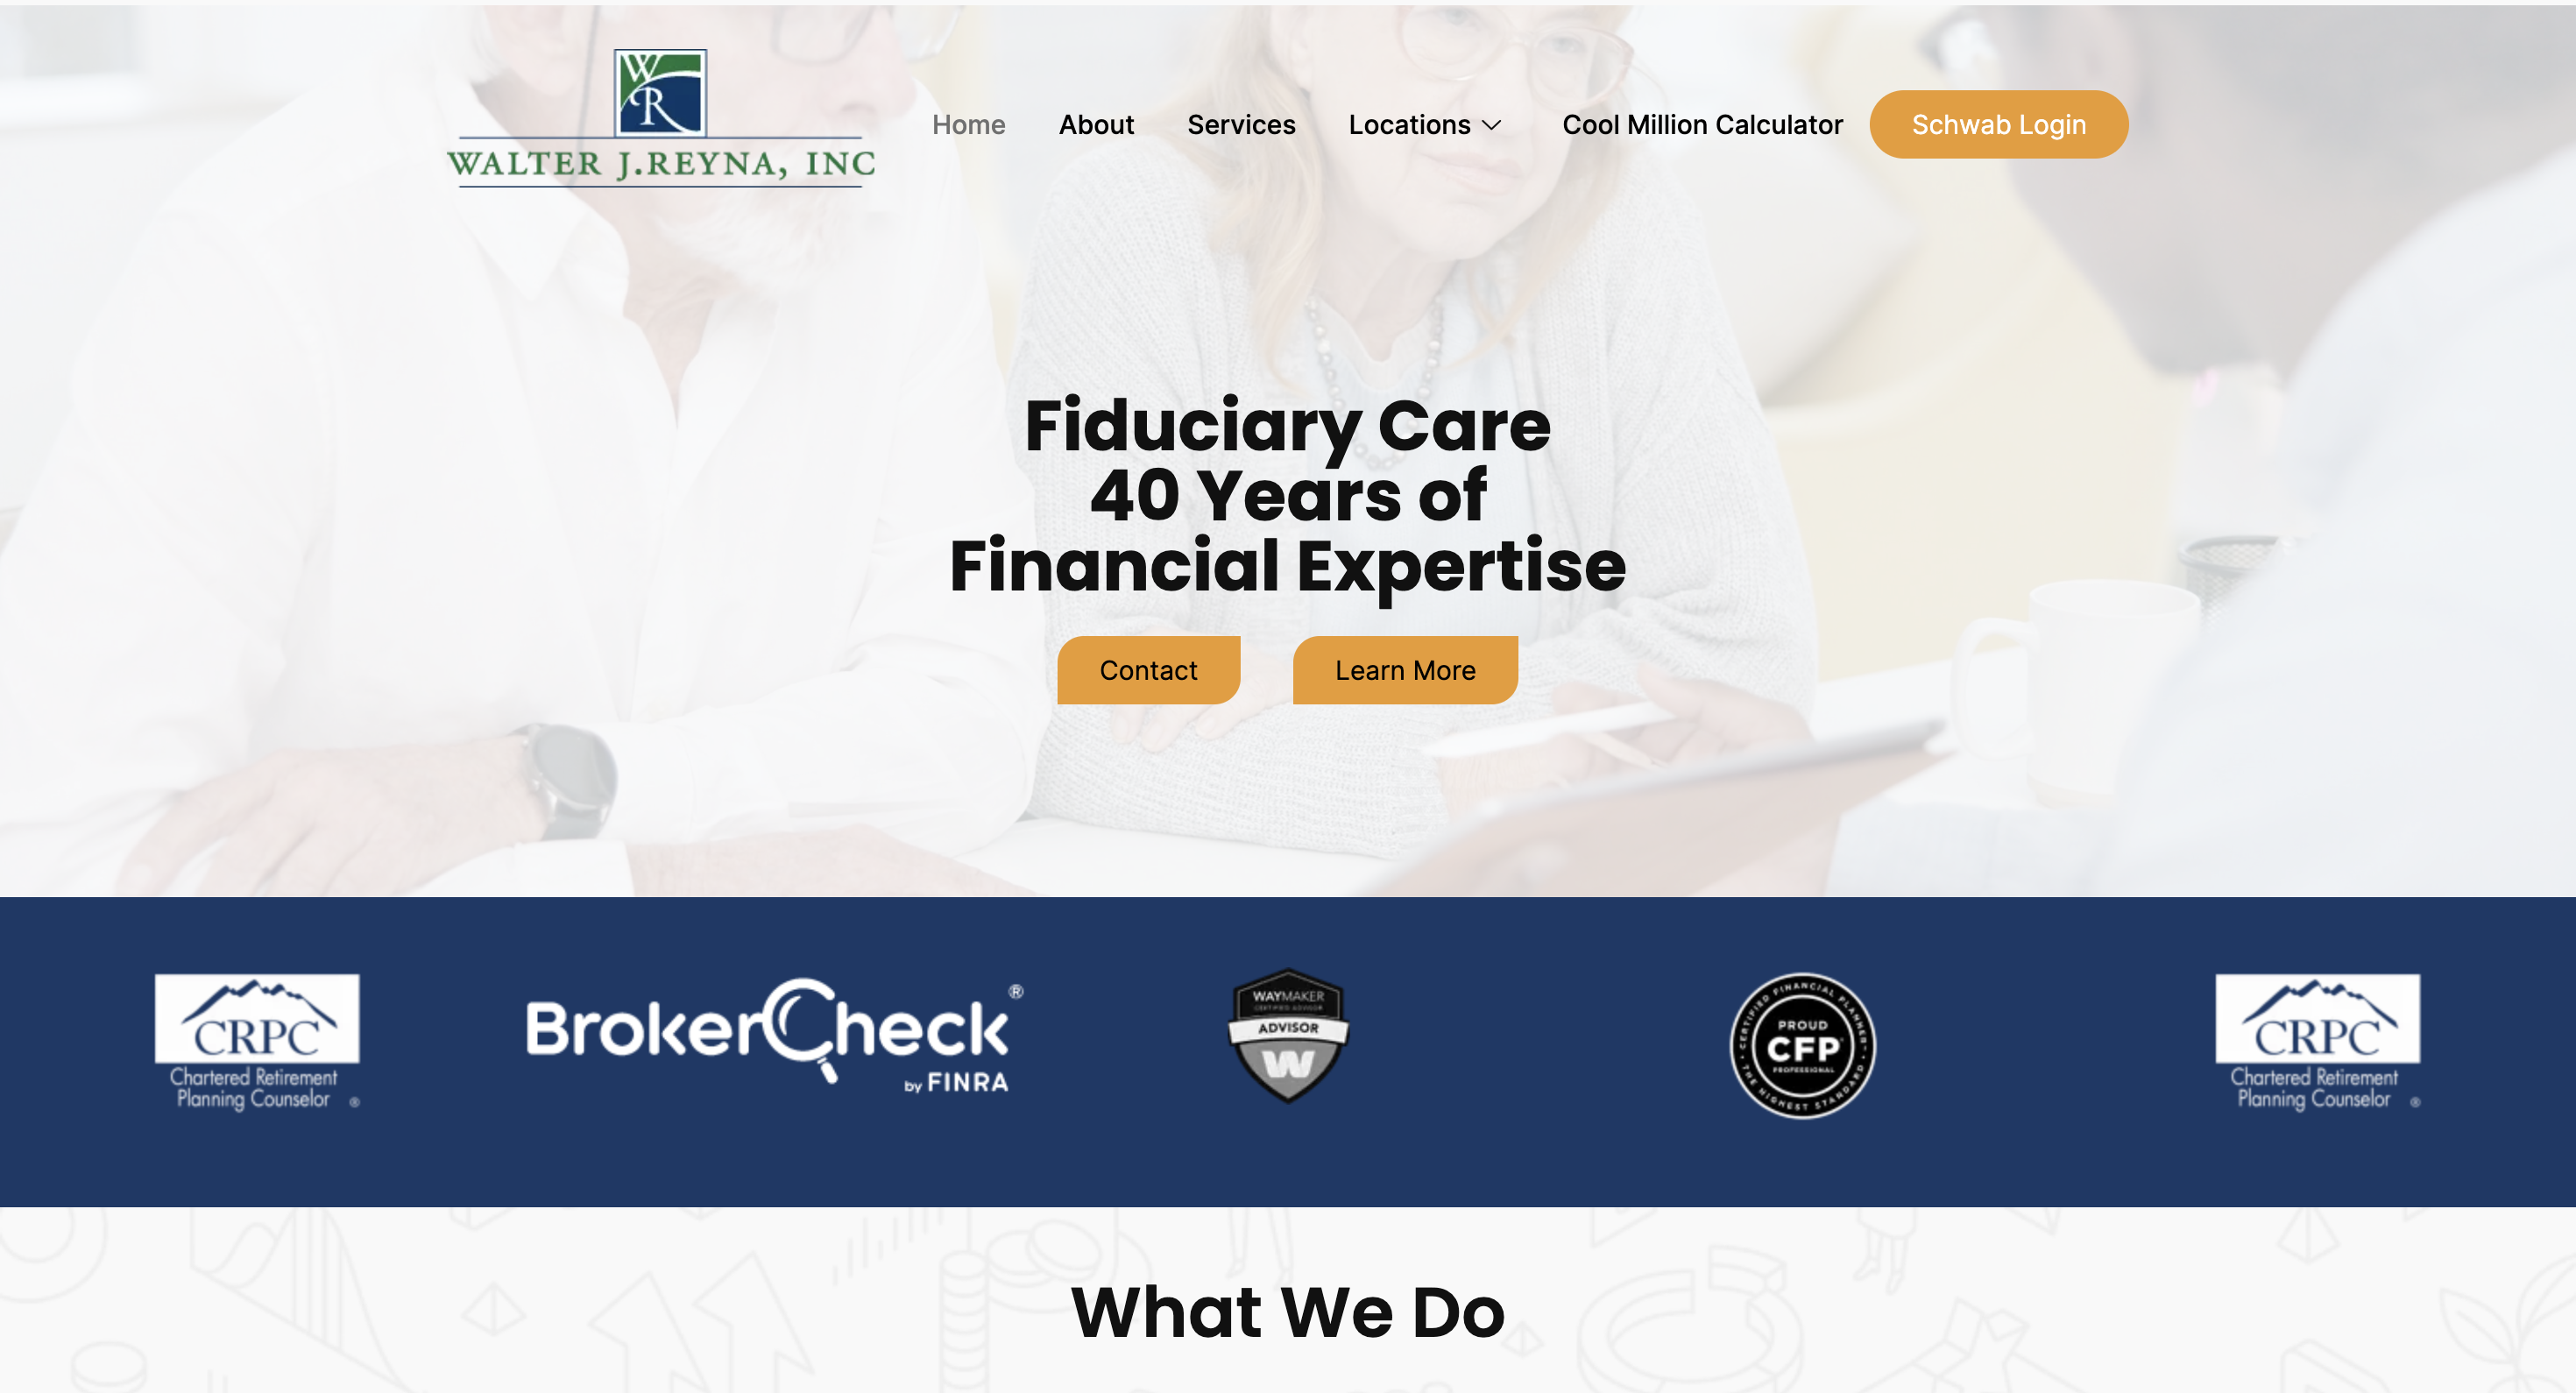 W
R
WALTER J.REYNA, INC
Home
About
Services
Locations
Cool Million Calculator
Schwab Login
Fiduciary Care
40 Years of
Financial Expertise
Contact
Learn More
CRPC
Chartered Retirement
Planning Counselor ®
BrokerCheck®
by FINRA
WAYMAKER
CERTIFIED ADVISOR
ADVISOR
W
CERTIFIED FINANCIAL PLANNER
PROUD
CFP
PROFESSIONAL
THE HIGHEST STANDARD
CRPC
Chartered Retirement
Planning Counselor ®
What We Do